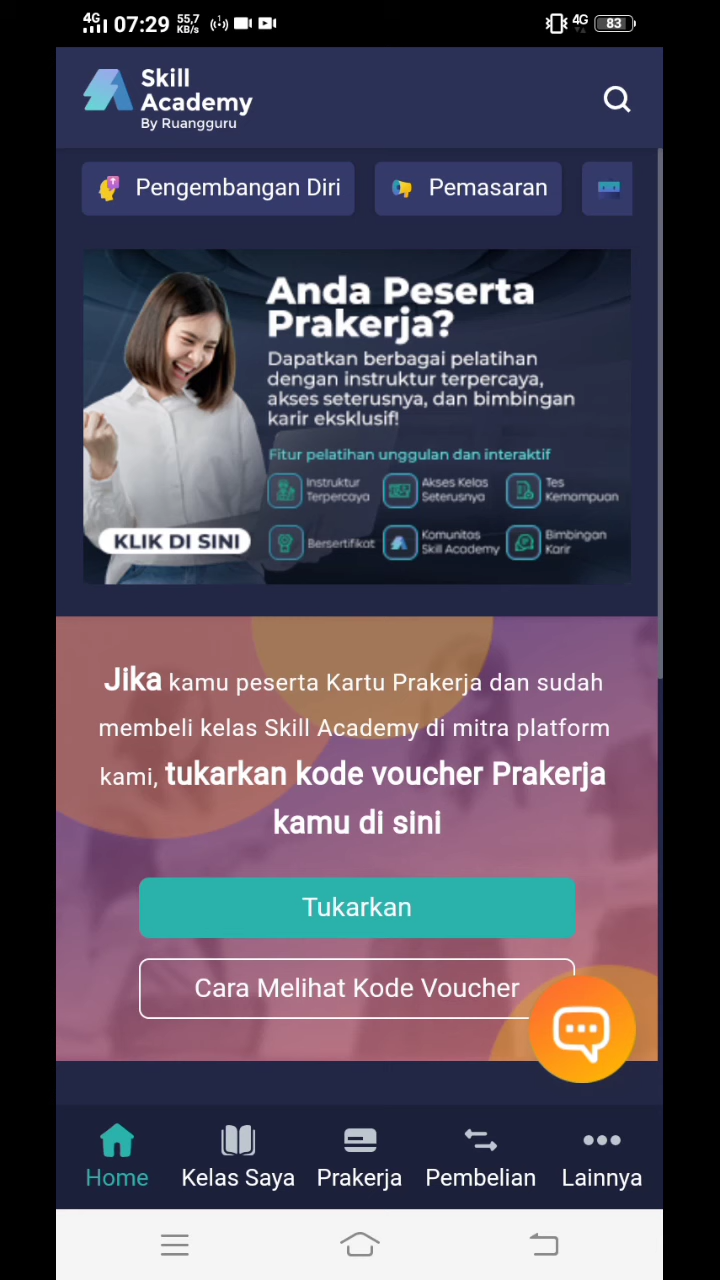 4G 07:29 55,7 KB/s 4G 83
Skill
Academy
By Ruangguru
Pengembangan Diri
Pemasaran
Anda Peserta
Prakerja?
Dapatkan berbagai pelatihan
dengan instruktur terpercaya,
akses seterusnya, dan bimbingan
karir eksklusif!
Fitur pelatihan unggulan dan interaktif
Instruktur
Terpercaya
Akses Kelas
Seterusnya
Tes
Kemampuan
KLIK DI SINI
Bersertifikat
Komunitas
Skill Academy
Bimbingan
Karir
Jika kamu peserta Kartu Prakerja dan sudah
membeli kelas Skill Academy di mitra platform
kami, tukarkan kode voucher Prakerja
kamu di sini
Tukarkan
Cara Melihat Kode Voucher
Home
Kelas Saya
Prakerja
Pembelian
Lainnya